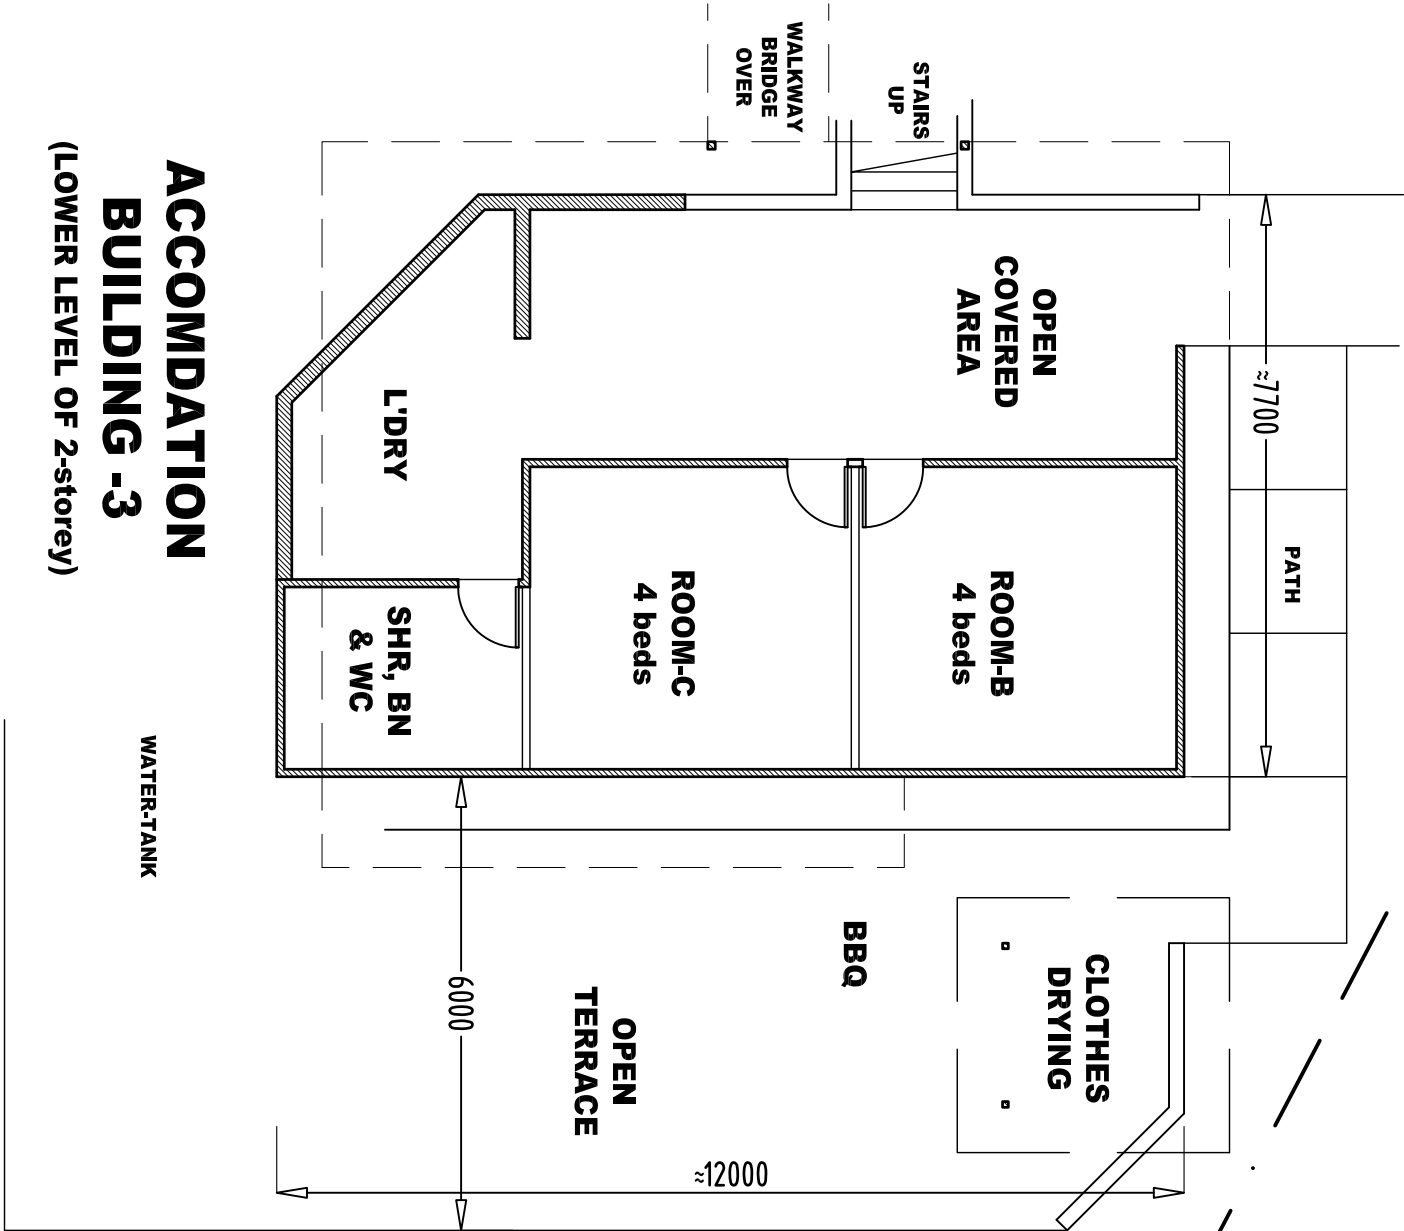 ACCOMDATION
BUILDING -3
(LOWER LEVEL OF 2-storey)
WALKWAY
BRIDGE
OVER
STAIRS
UP
OPEN
COVERED
AREA
≈7700
PATH
L'DRY
ROOM-B
4 beds
ROOM-C
4 beds
SHR, BN
& WC
WATER-TANK
6000
BBQ
CLOTHES
DRYING
OPEN
TERRACE
≈12000